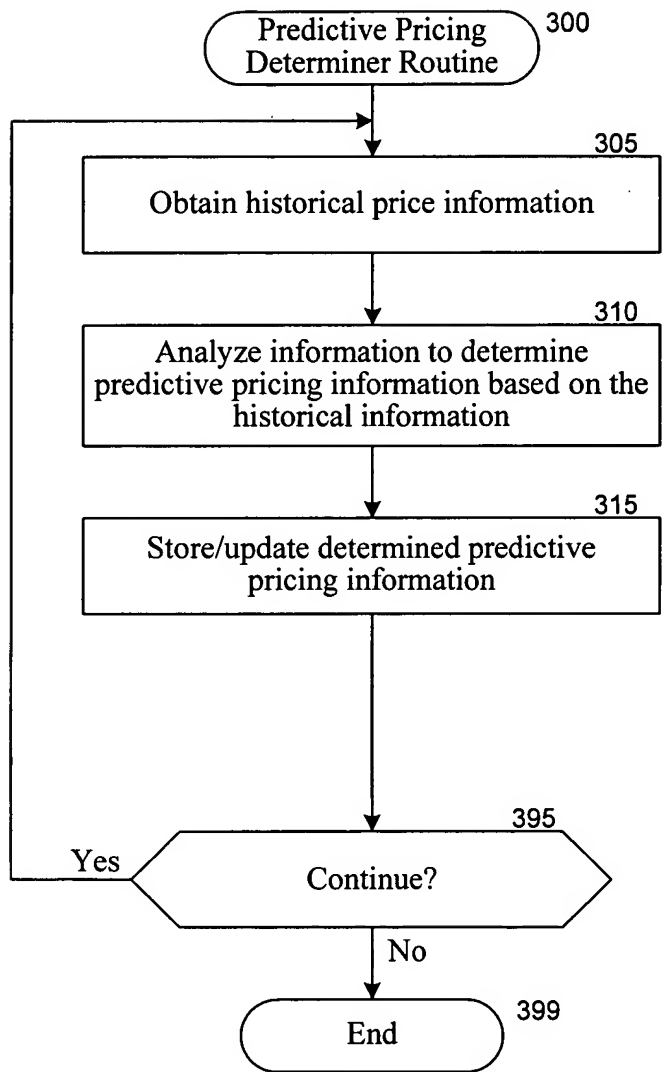 Predictive Pricing
Determiner Routine
300
305
Obtain historical price information
310
Analyze information to determine
predictive pricing information based on the
historical information
315
Store/update determined predictive
pricing information
395
Yes
Continue?
No
399
End